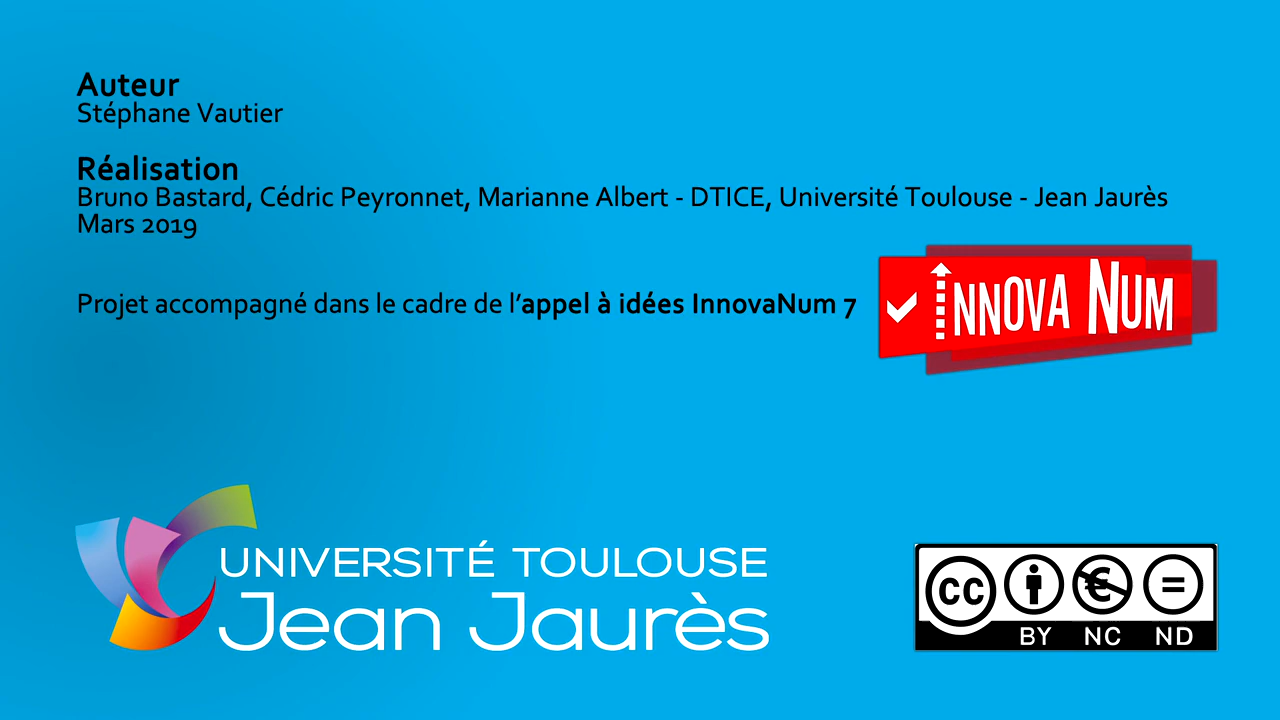 Auteur
Stéphane Vautier
Réalisation
Bruno Bastard, Cédric Peyronnet, Marianne Albert - DTICE, Université Toulouse - Jean Jaurès
Mars 2019
Projet accompagné dans le cadre de l’appel à idées InnovaNum 7
INNOVA NUM
UNIVERSITÉ TOULOUSE
Jean Jaurès
CC
BY NC ND